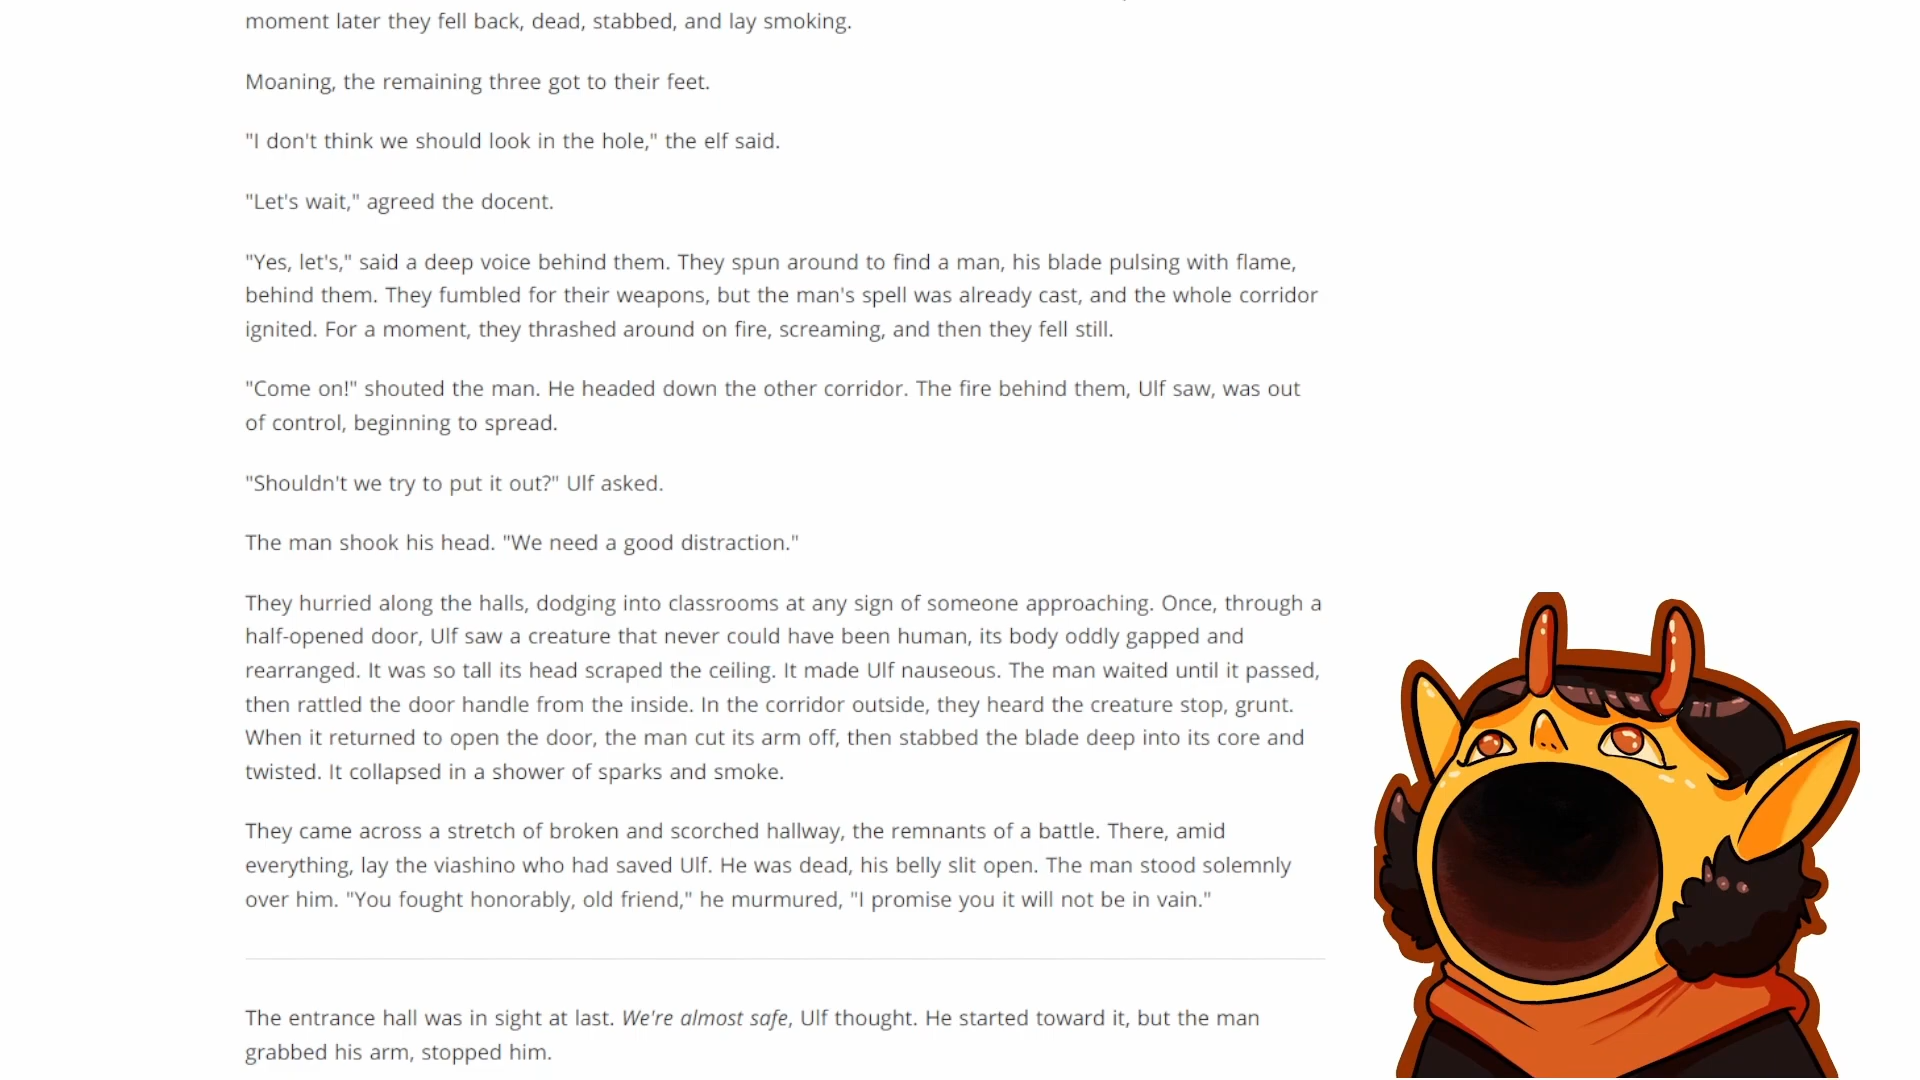 moment later they fell back, dead, stabbed, and lay smoking.
Moaning, the remaining three got to their feet.
"I don't think we should look in the hole," the elf said.
"Let's wait," agreed the docent.
"Yes, let's," said a deep voice behind them. They spun around to find a man, his blade pulsing with flame,
behind them. They fumbled for their weapons, but the man's spell was already cast, and the whole corridor
ignited. For a moment, they thrashed around on fire, screaming, and then they fell still.
"Come on!" shouted the man. He headed down the other corridor. The fire behind them, Ulf saw, was out
of control, beginning to spread.
"Shouldn't we try to put it out?" Ulf asked.
The man shook his head. "We need a good distraction."
They hurried along the halls, dodging into classrooms at any sign of someone approaching. Once, through a
half-opened door, Ulf saw a creature that never could have been human, its body oddly gapped and
rearranged. It was so tall its head scraped the ceiling. It made Ulf nauseous. The man waited until it passed,
then rattled the door handle from the inside. In the corridor outside, they heard the creature stop, grunt.
When it returned to open the door, the man cut its arm off, then stabbed the blade deep into its core and
twisted. It collapsed in a shower of sparks and smoke.
They came across a stretch of broken and scorched hallway, the remnants of a battle. There, amid
everything, lay the viashino who had saved Ulf. He was dead, his belly slit open. The man stood solemnly
over him. "You fought honorably, old friend," he murmured, "I promise you it will not be in vain."
The entrance hall was in sight at last. We're almost safe, Ulf thought. He started toward it, but the man
grabbed his arm, stopped him.